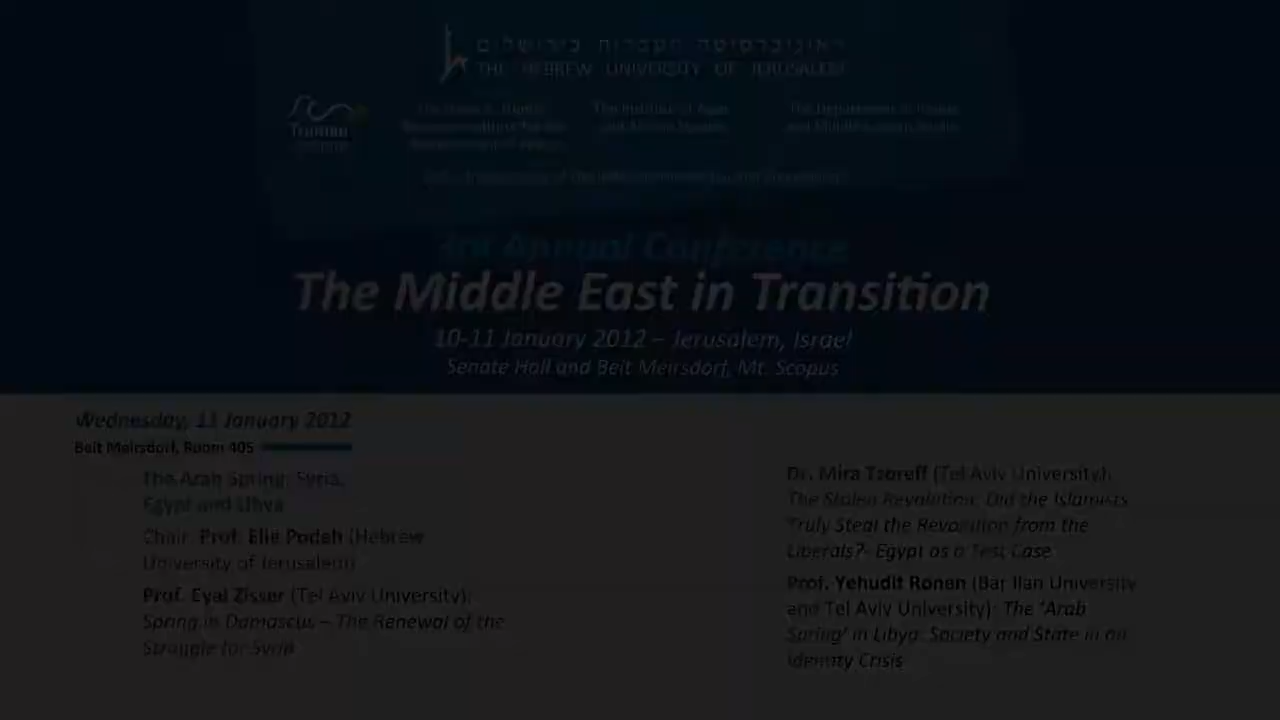 האוניברסיטה העברית בירושלים
THE HEBREW UNIVERSITY OF JERUSALEM
Truman
3rd Annual Conference
The Middle East in Transition
10-11 January 2012 – Jerusalem, Israel
Senate Hall and Beit Meirsdorf, Mt. Scopus
Wednesday, 11 January 2012
Beit Meirsdorf, Room 405
The Arab Spring: Syria,
Egypt and Libya
Chair: Prof. Elie Podeh (Hebrew
University of Jerusalem)
Prof. Eyal Zisser (Tel Aviv University):
Spring in Damascus – The Renewal of the
Struggle for Syria
Dr. Mira Tzoreff (Tel Aviv University):
The Stolen Revolution: Did the Islamists
Truly Steal the Revolution from the
Liberals?- Egypt as a Test Case
Prof. Yehudit Ronen (Bar Ilan University
and Tel Aviv University): The 'Arab
Spring' in Libya: Society and State in an
Identity Crisis